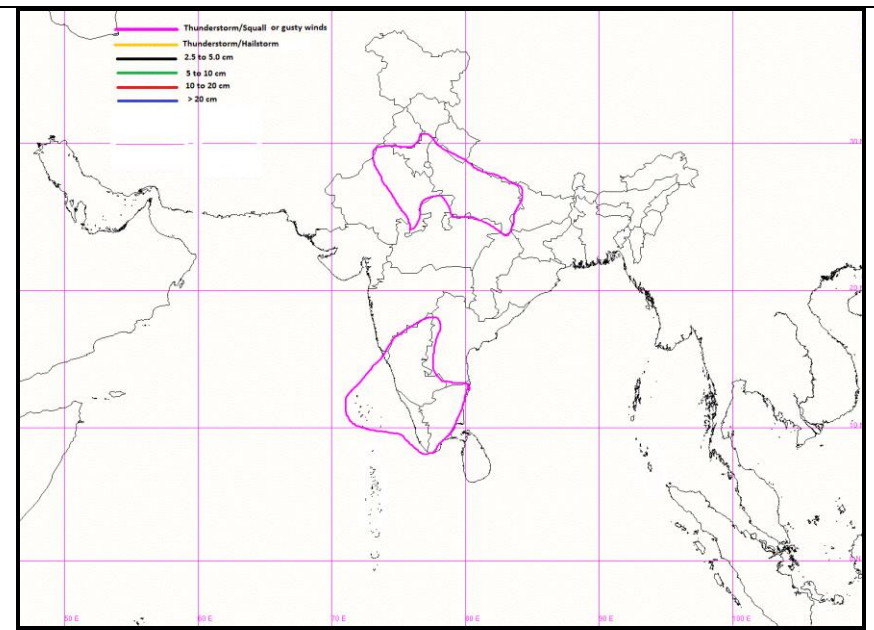 Thunderstorm/Squall or gusty winds
Thunderstorm/Hailstorm
2.5 to 5.0 cm
5 to 10 cm
10 to 20 cm
> 20 cm
60 E
70 E
80 E
90 E
100 E